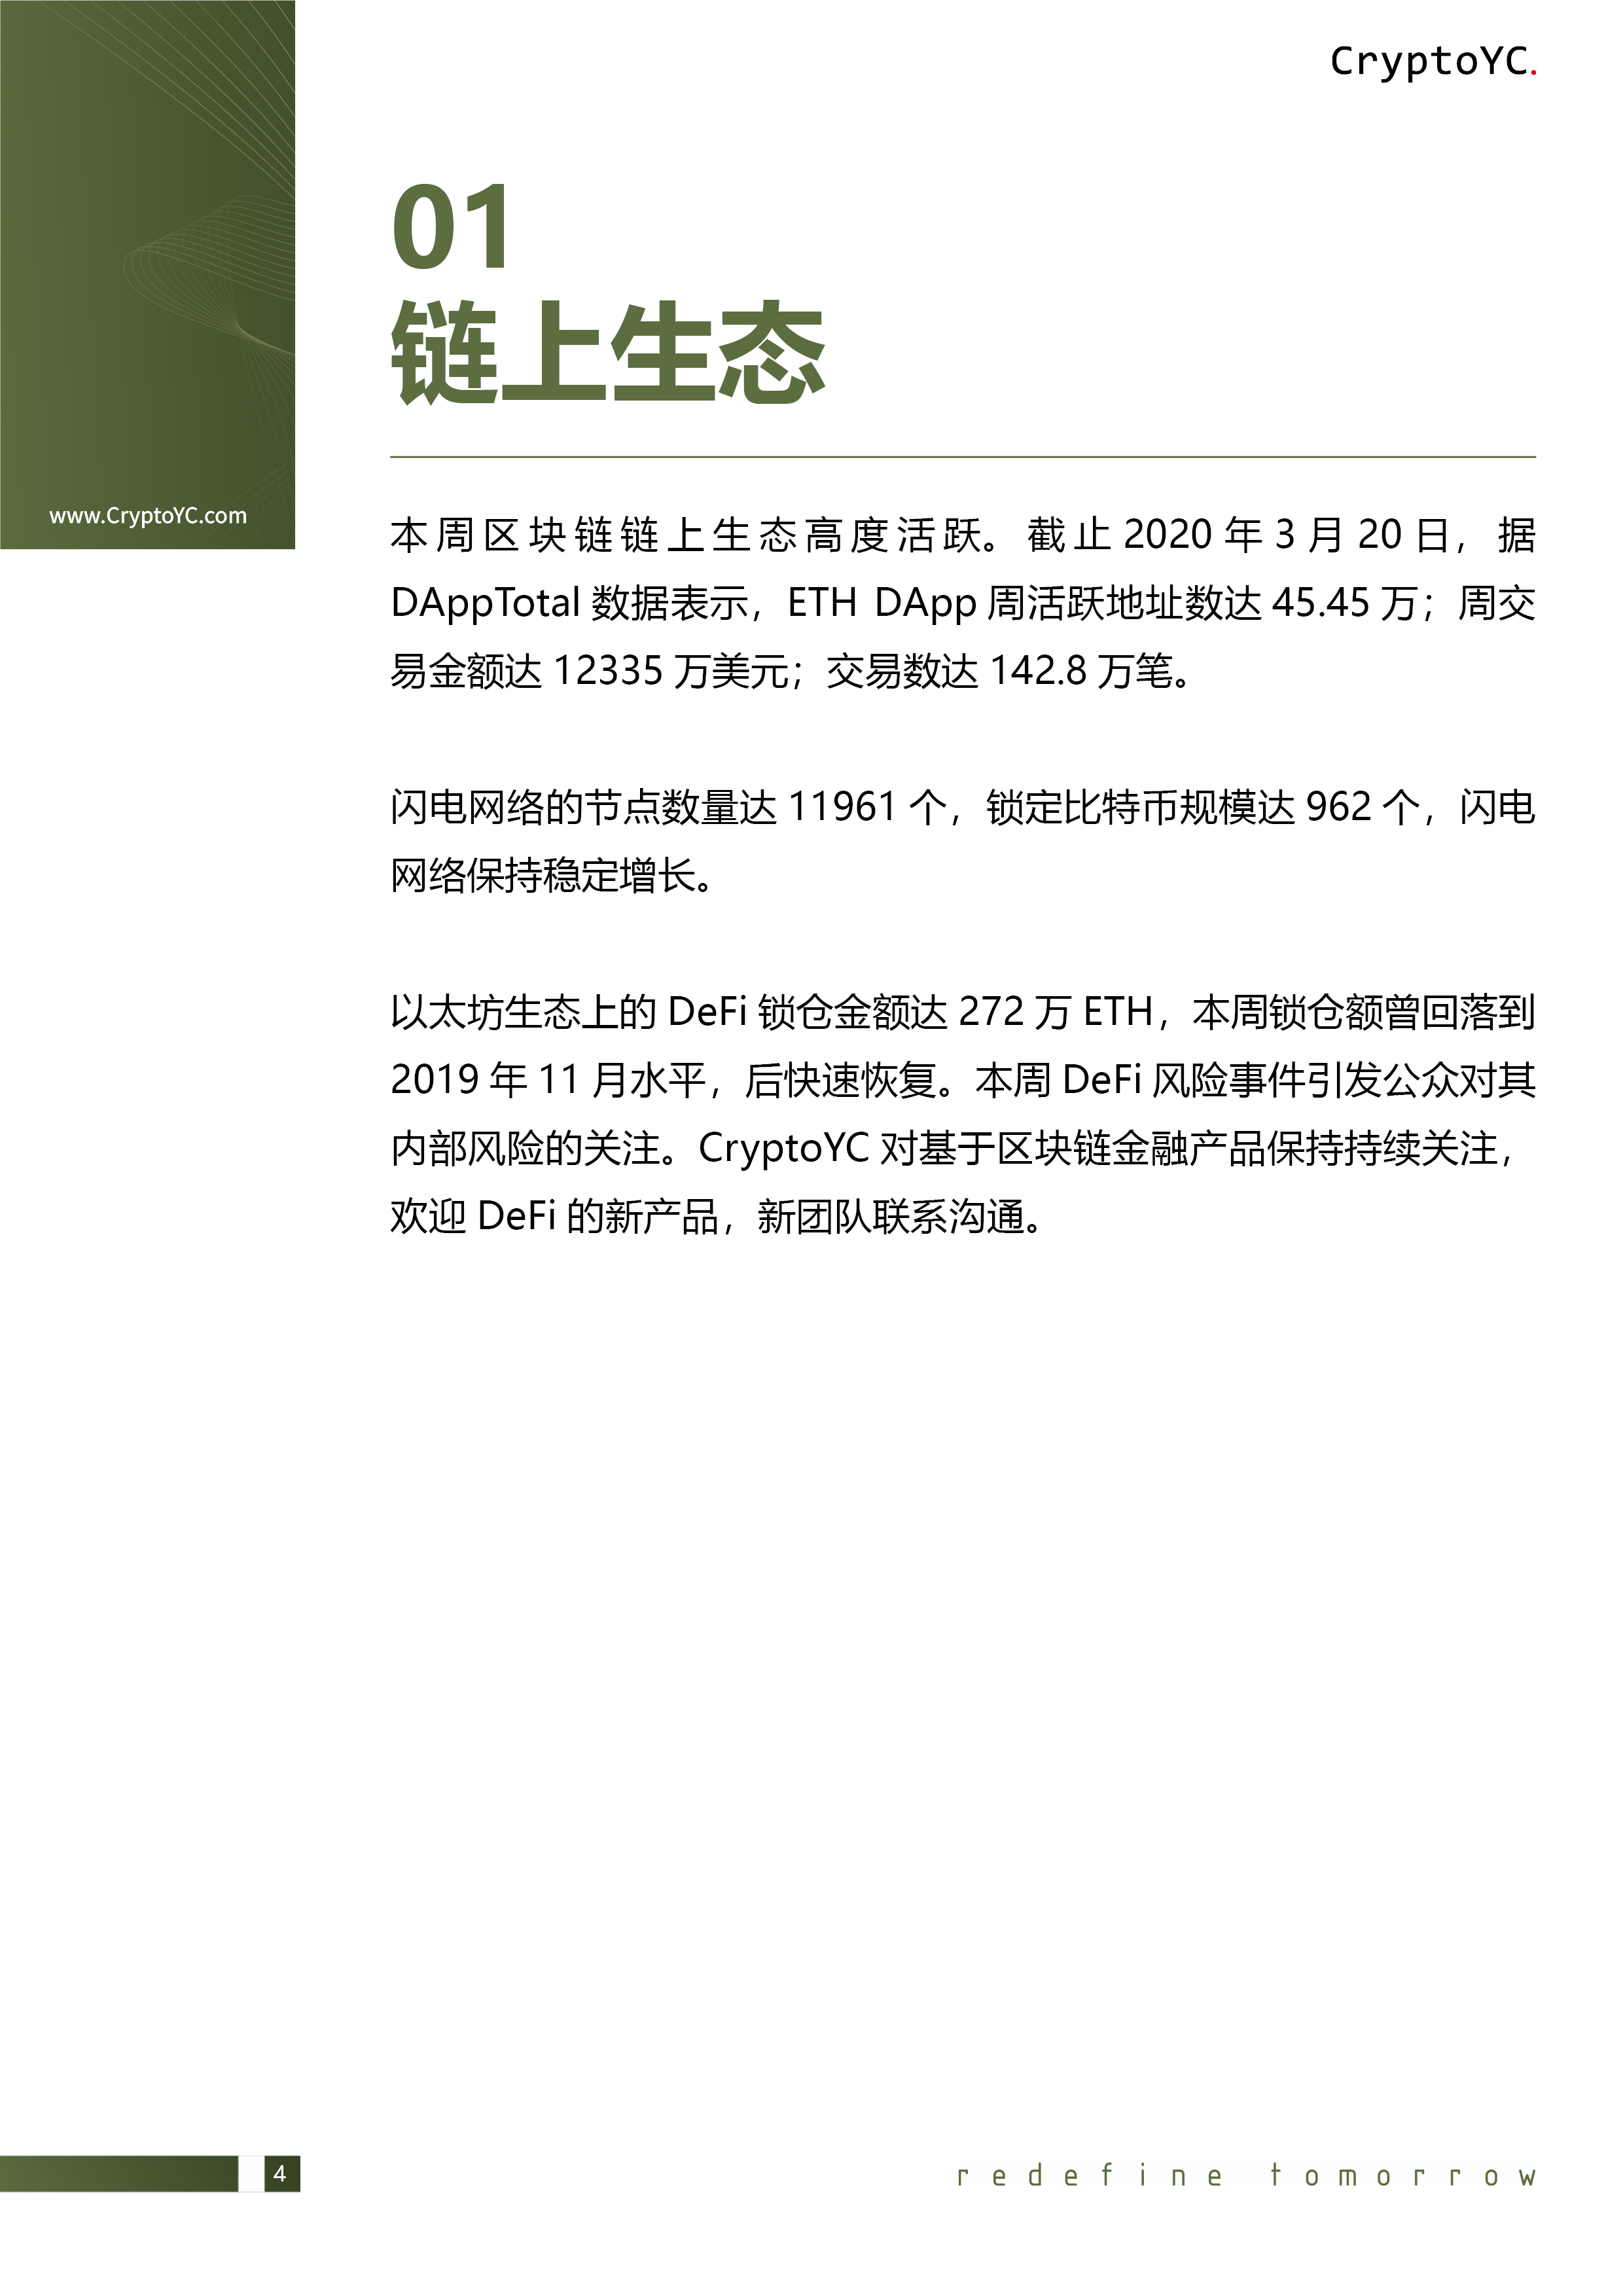 CryptoYC.
01
链上生态
www.CryptoYC.com
本周区块链链上生态高度活跃。截止 2020 年 3 月 20 日，据
DAppTotal 数据表示，ETH DApp 周活跃地址数达 45.45 万；周交
易金额达 12335 万美元；交易数达 142.8 万笔。
闪电网络的节点数量达 11961 个，锁定比特币规模达 962 个，闪电
网络保持稳定增长。
以太坊生态上的 DeFi 锁仓金额达 272 万 ETH，本周锁仓额曾回落到
2019 年 11 月水平，后快速恢复。本周 DeFi 风险事件引发公众对其
内部风险的关注。CryptoYC 对基于区块链金融产品保持持续关注，
欢迎 DeFi 的新产品，新团队联系沟通。
4
redefine tomorrow